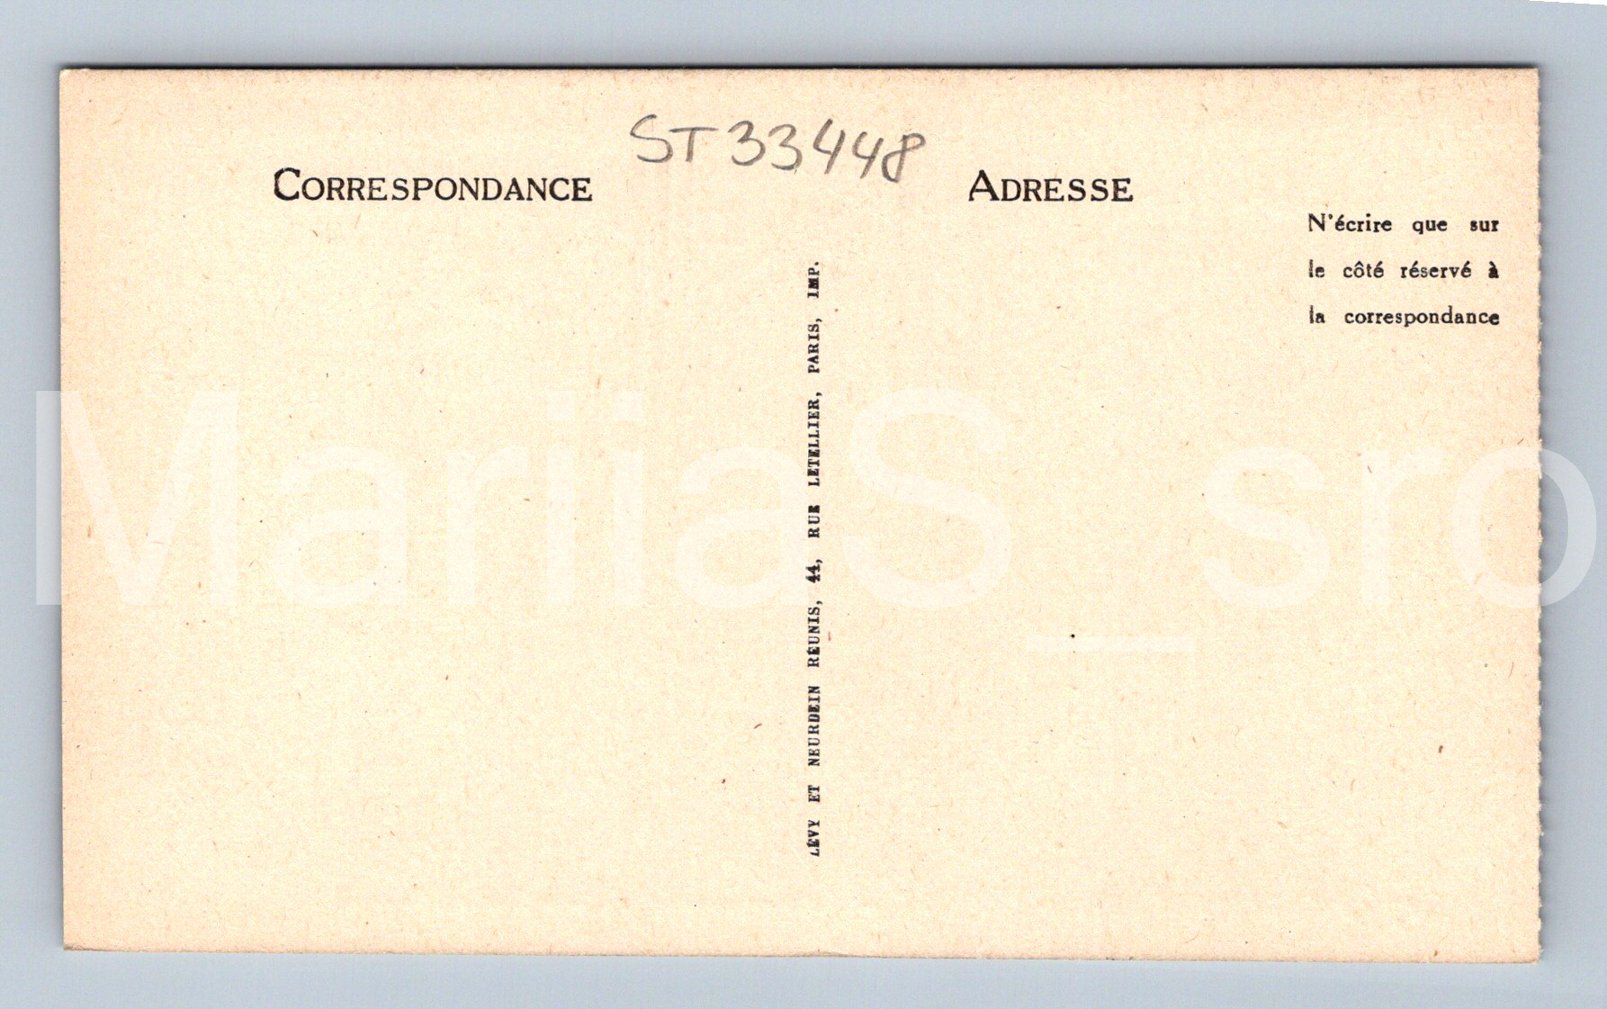 ST33448
CORRESPONDANCE
ADRESSE
N'écrire que sur
le côté réservé à
la correspondance
LÉVY ET NEURDEIN RÉUNIS, 44, RUE LETELLIER, PARIS, IMP.
MariiaS_sro